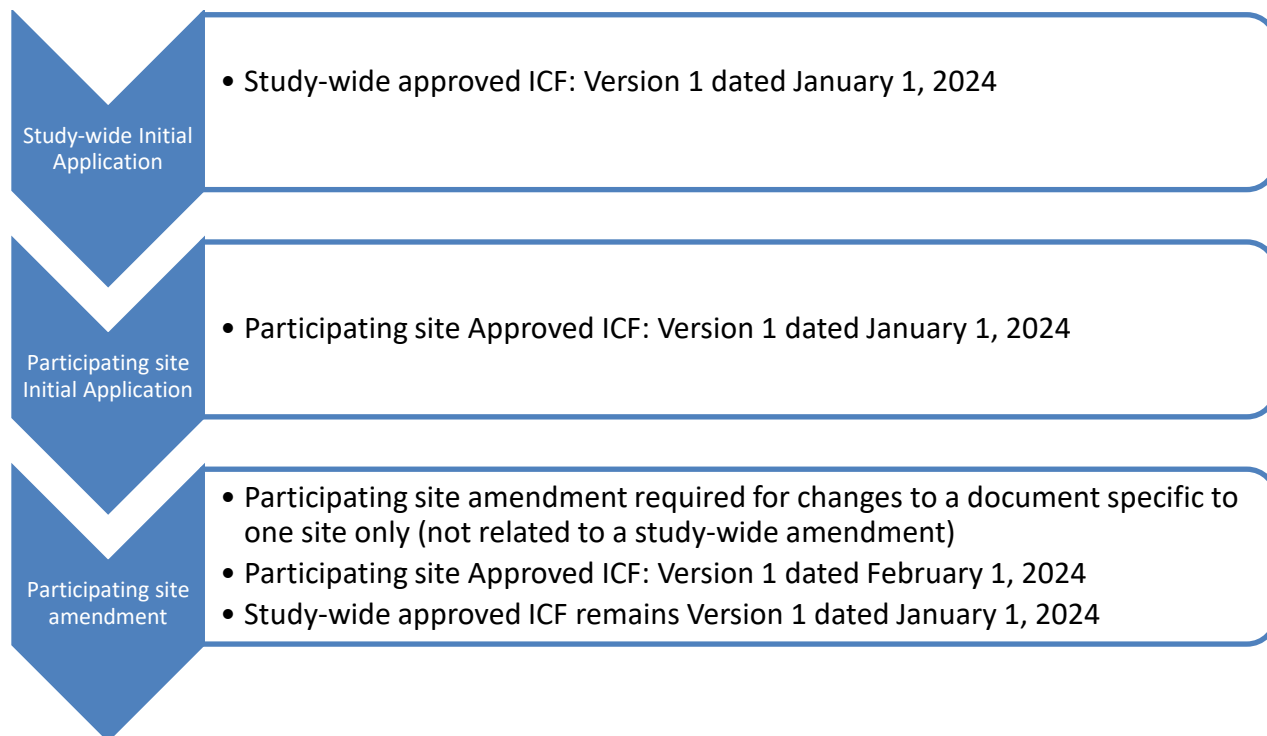 Study-wide Initial
Application
• Study-wide approved ICF: Version 1 dated January 1, 2024
Participating site
Initial Application
• Participating site Approved ICF: Version 1 dated January 1, 2024
Participating site
amendment
• Participating site amendment required for changes to a document specific to
one site only (not related to a study-wide amendment)
• Participating site Approved ICF: Version 1 dated February 1, 2024
• Study-wide approved ICF remains Version 1 dated January 1, 2024